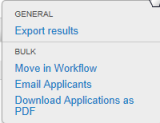 GENERAL
Export results
BULK
Move in Workflow
Email Applicants
Download Applications as
PDF